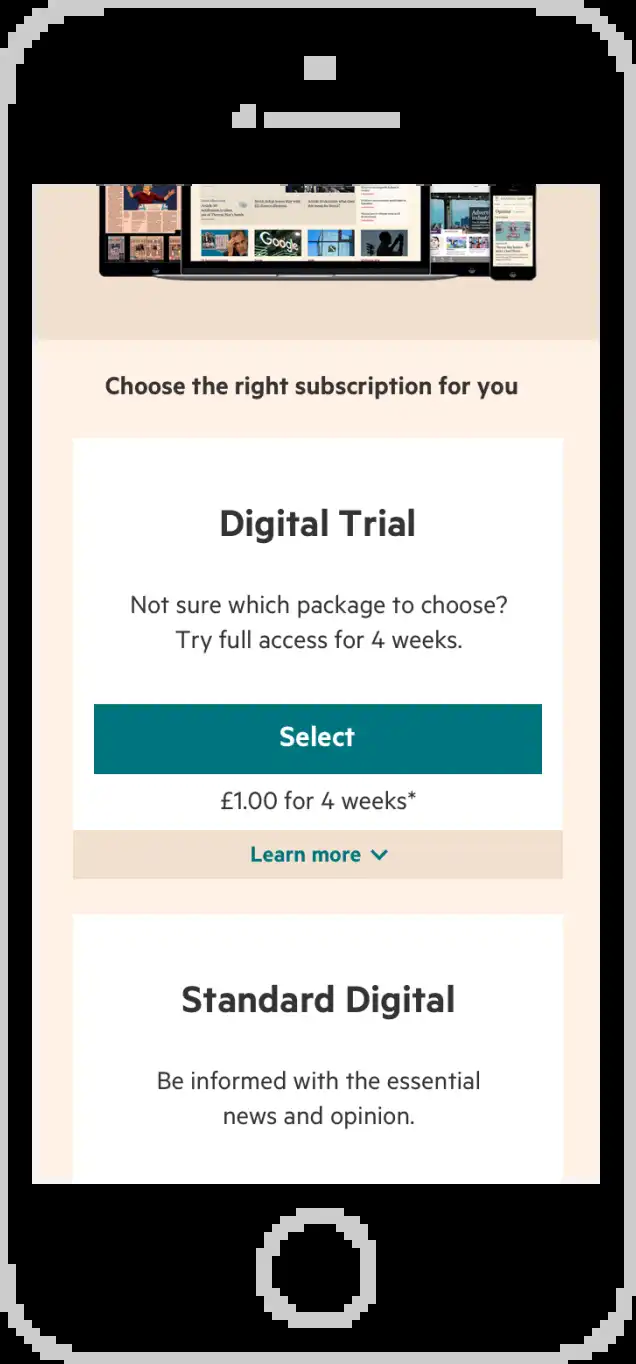 Google
Choose the right subscription for you
Digital Trial
Not sure which package to choose?
Try full access for 4 weeks.
Select
£1.00 for 4 weeks*
Learn more
Standard Digital
Be informed with the essential
news and opinion.